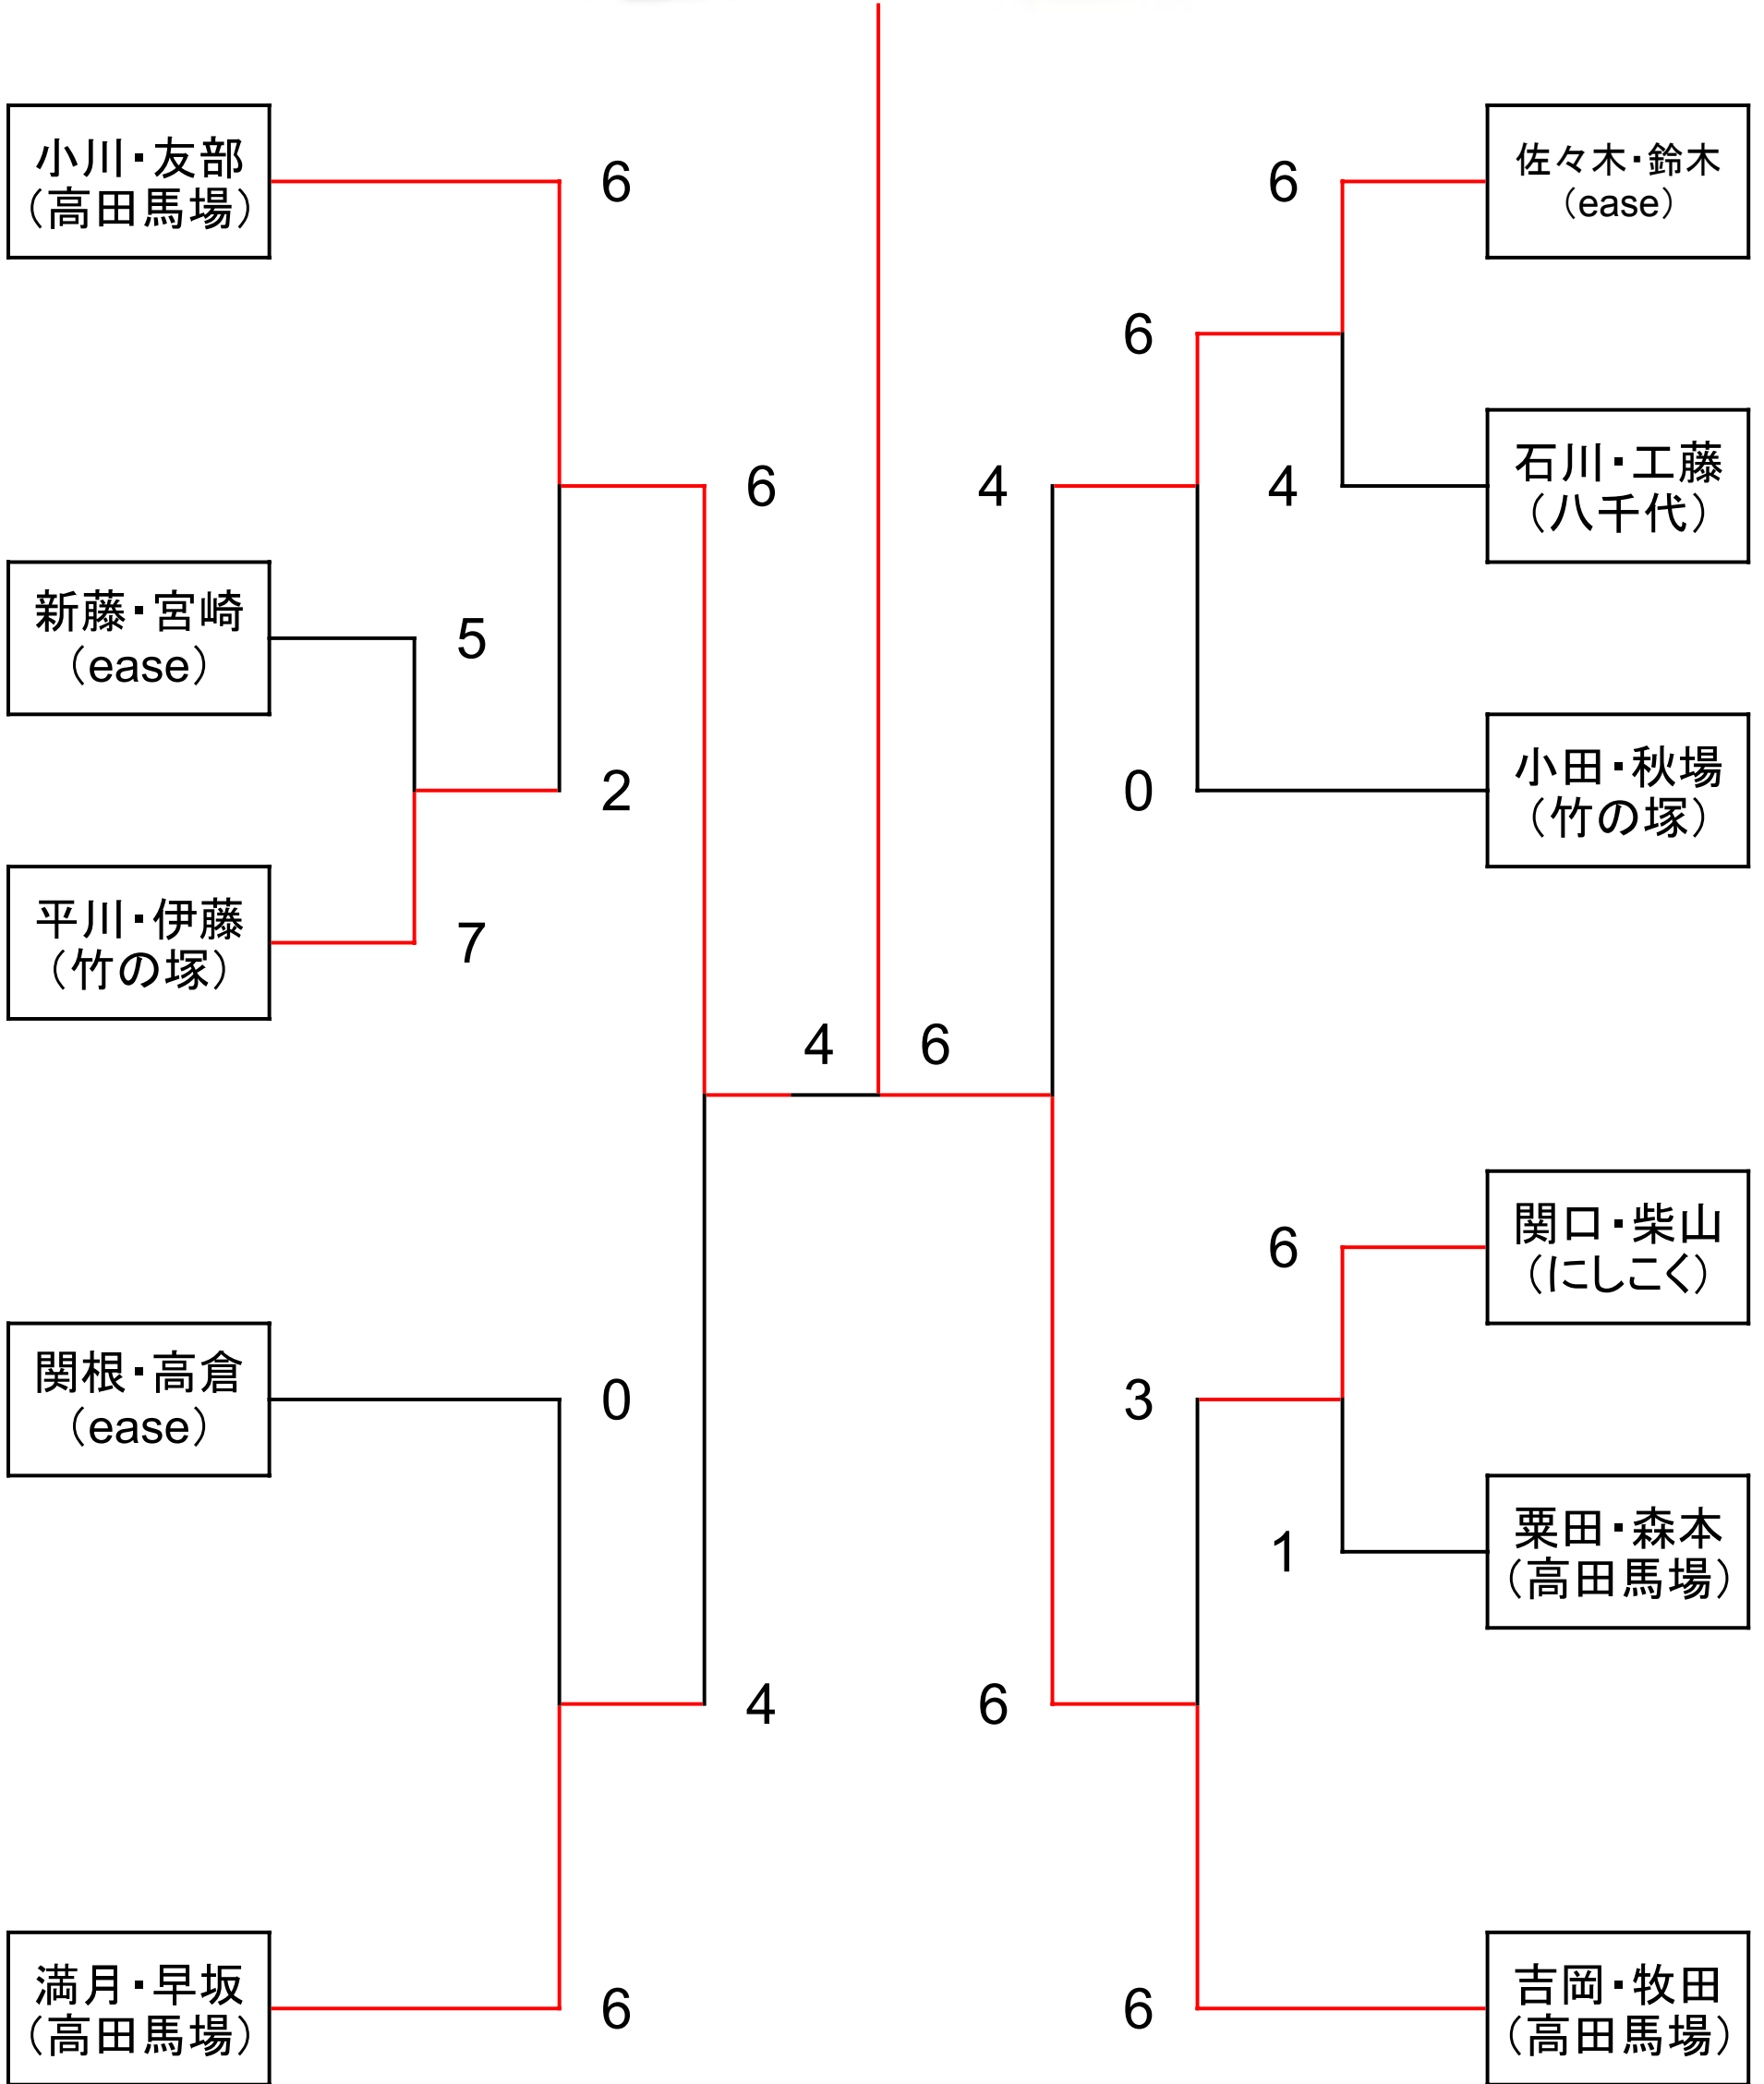 小川・友部
（高田馬場）
6
6
佐々木・鈴木
（ease）
6
6
4
4
石川・工藤
（八千代）
新藤・宮崎
（ease）
5
2
0
小田・秋場
（竹の塚）
平川・伊藤
（竹の塚）
7
4
6
6
関口・柴山
（にしこく）
関根・高倉
（ease）
0
3
1
粟田・森本
（高田馬場）
4
6
満月・早坂
（高田馬場）
6
6
吉岡・牧田
（高田馬場）